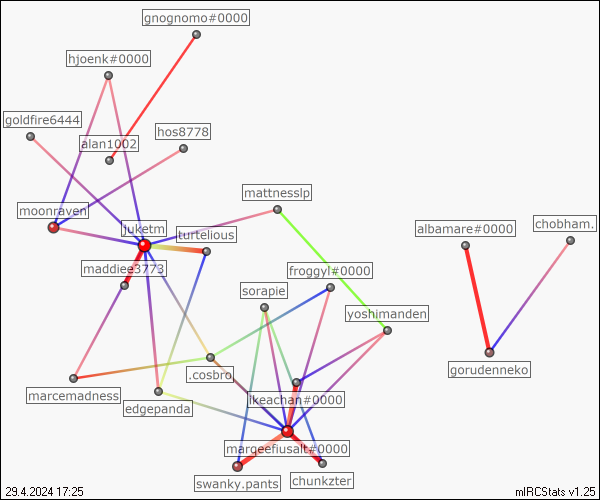 gnognomo#0000
hjoenk#0000
goldfire6444
alan1002
hos8778
mattnesslp
moonraven
juketm
turtelious
albamare#0000
chobham.
maddiee3773
froggyl#0000
sorapie
yoshimanden
.cosbro
gorudenneko
marcemadness
edgepanda
ikeachan#0000
margeefiusalt#0000
swanky.pants
chunkzter
29.4.2024 17:25
mIRCStats v1.25